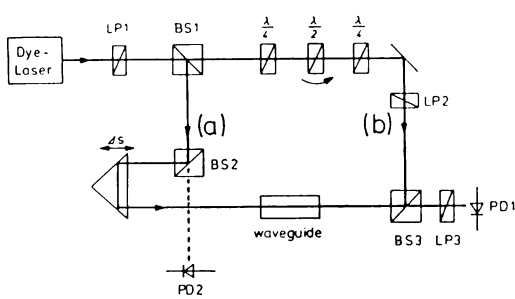 LP1
BS1
λ/4
λ/2
λ/4
Dye-
Laser
LP2
(a)
(b)
ΔS
BS2
waveguide
BS3
LP3
PD1
PD2